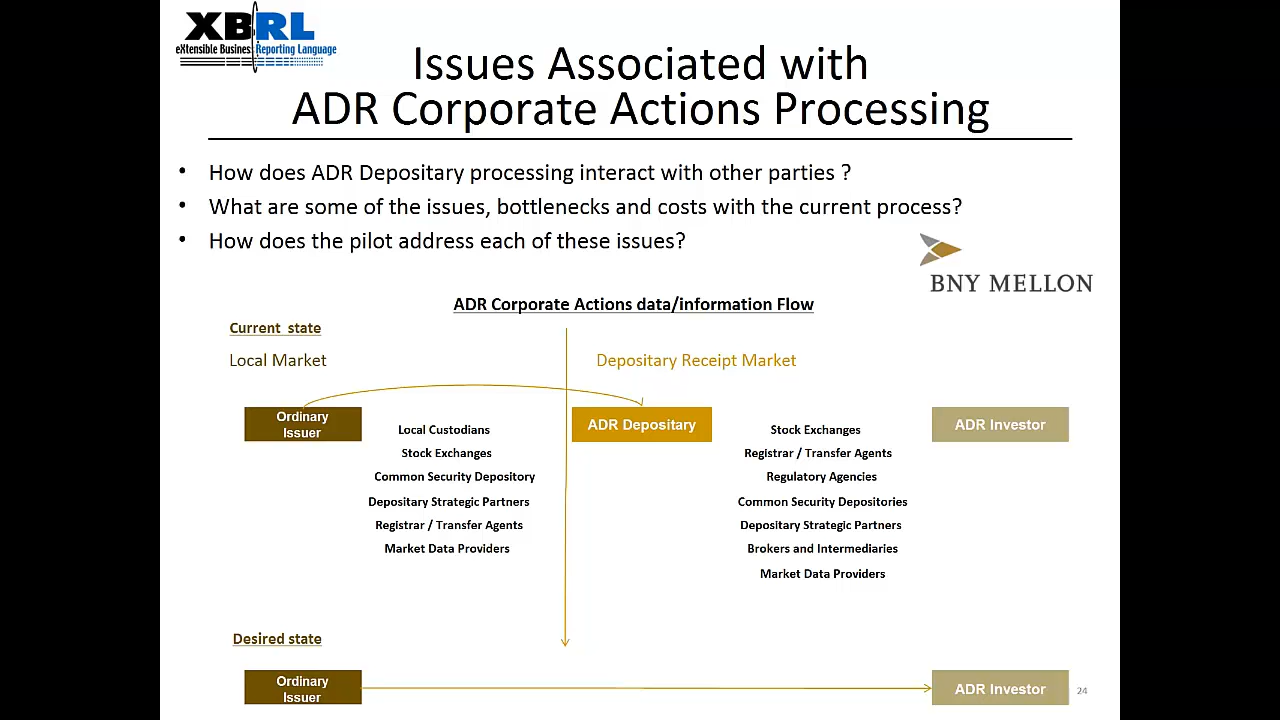 XBRL
eXtensible Business Reporting Language
Issues Associated with
ADR Corporate Actions Processing
• How does ADR Depositary processing interact with other parties ?
• What are some of the issues, bottlenecks and costs with the current process?
• How does the pilot address each of these issues?
BNY MELLON
ADR Corporate Actions data/information Flow
Current state
Local Market
Depositary Receipt Market
Ordinary
Issuer
Local Custodians
Stock Exchanges
Common Security Depository
Depositary Strategic Partners
Registrar / Transfer Agents
Market Data Providers
ADR Depositary
Stock Exchanges
Registrar / Transfer Agents
Regulatory Agencies
Common Security Depositories
Depositary Strategic Partners
Brokers and Intermediaries
Market Data Providers
ADR Investor
Desired state
Ordinary
Issuer
ADR Investor
24